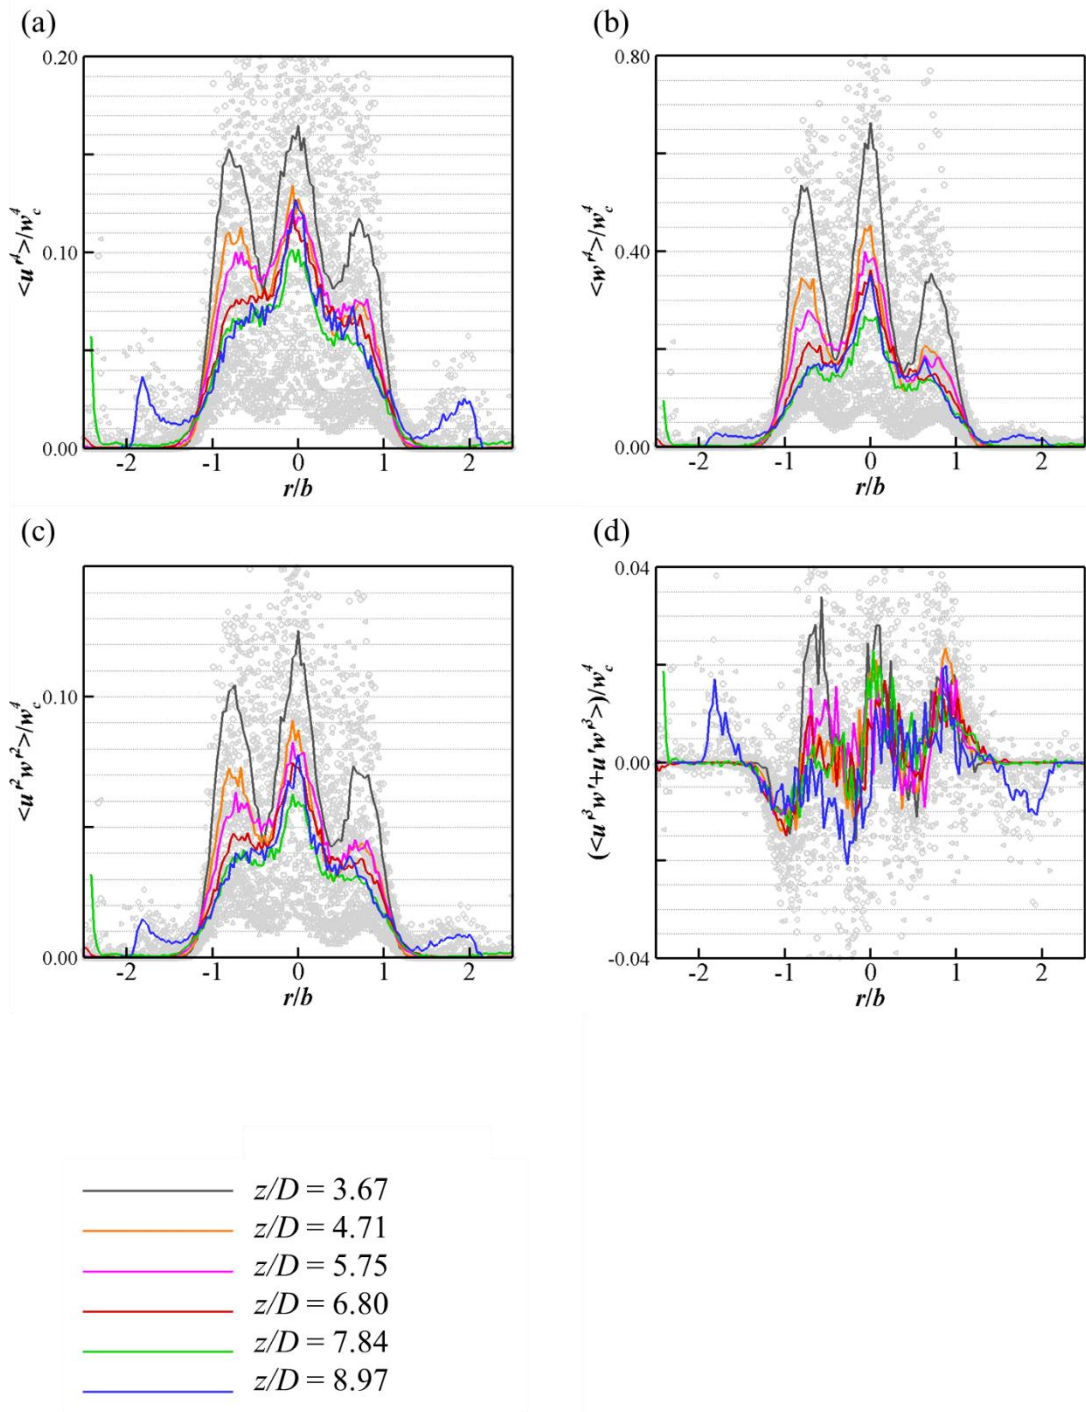 (a)
0.20
0.10
0.00
<u'⁴>/w_c⁴
-2 -1 0 1 2
r/b
(b)
0.80
0.40
0.00
<w'⁴>/w_c⁴
-2 -1 0 1 2
r/b
(c)
0.10
0.00
<u'²w'²>/w_c⁴
-2 -1 0 1 2
r/b
(d)
0.04
0.00
-0.04
(<u'³w'+u'w'³>)/w_c⁴
-2 -1 0 1 2
r/b
z/D = 3.67
z/D = 4.71
z/D = 5.75
z/D = 6.80
z/D = 7.84
z/D = 8.97